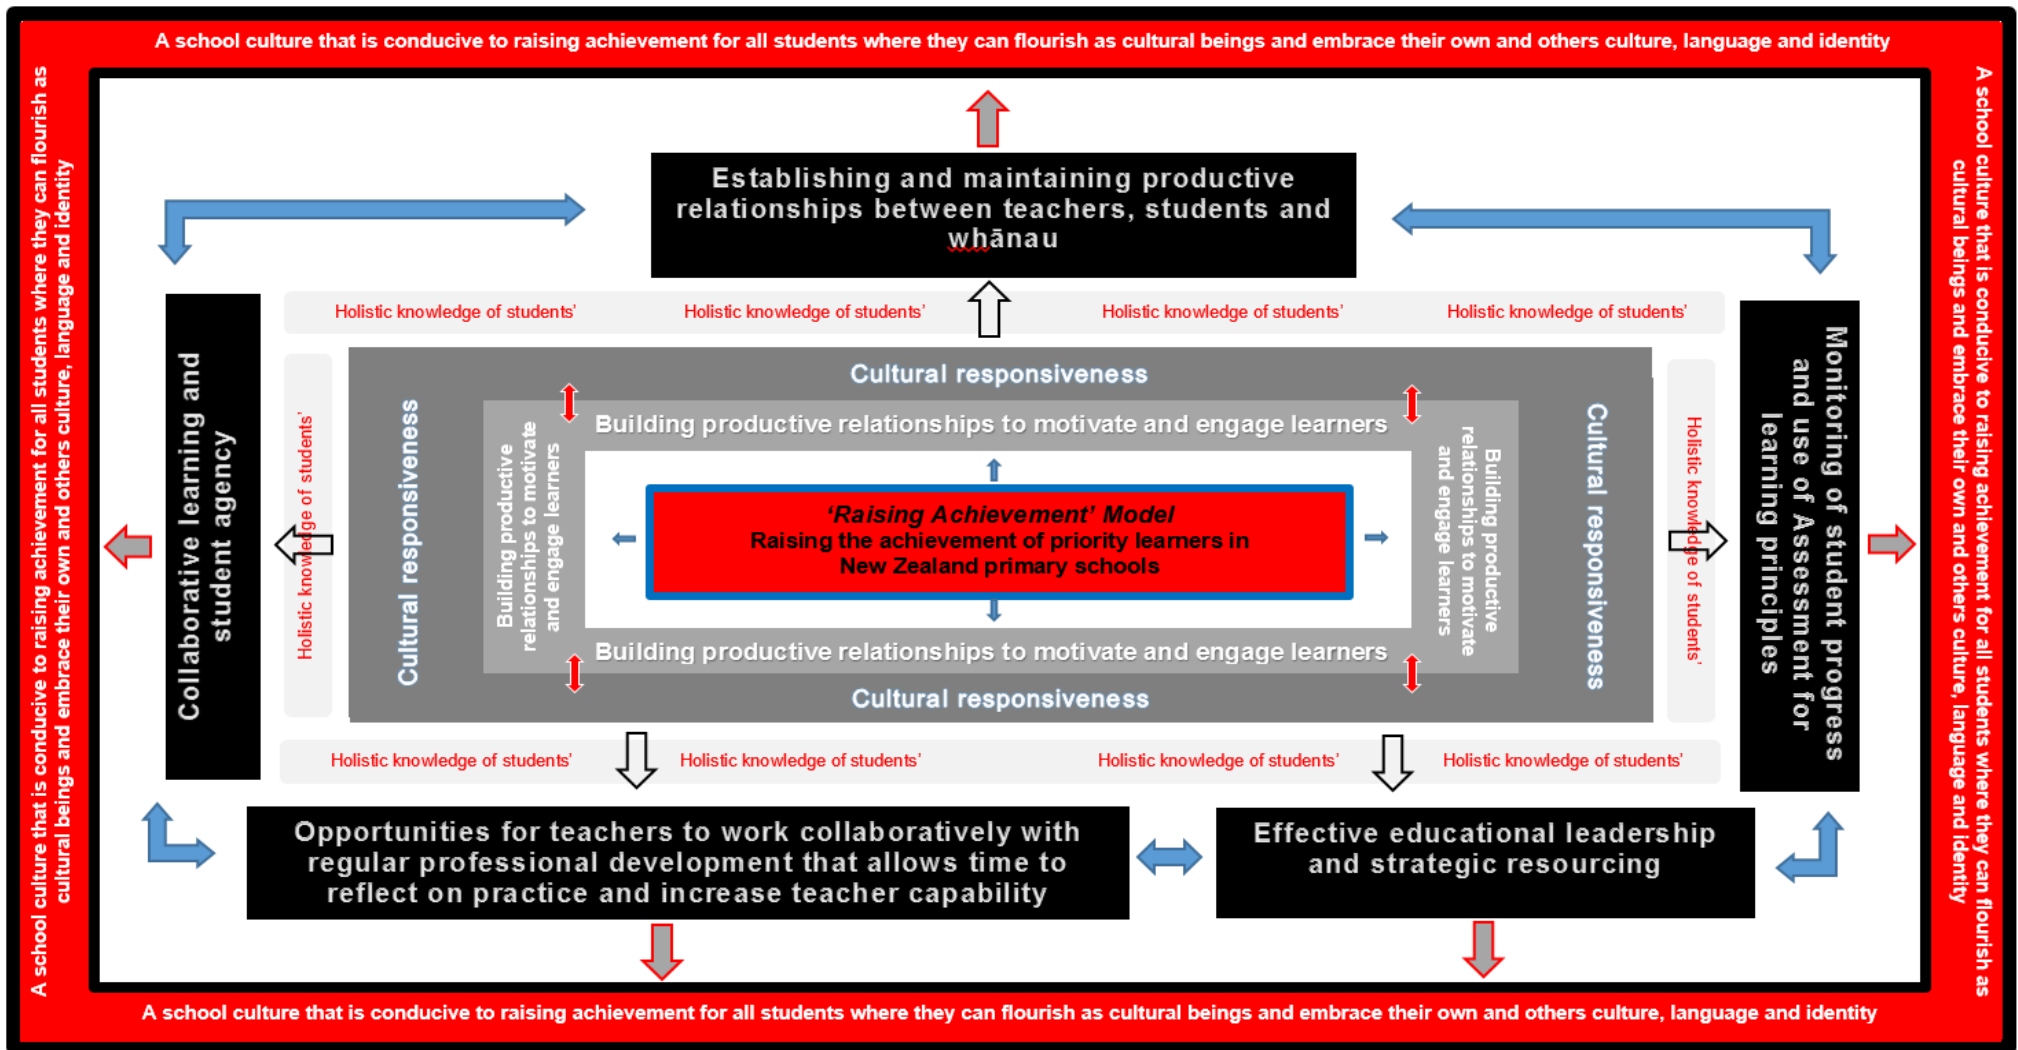 A school culture that is conducive to raising achievement for all students where they can flourish as cultural beings and embrace their own and others culture, language and identity
A school culture that is conducive to raising achievement for all students where they can flourish as
cultural beings and embrace their own and others culture, language and identity
A school culture that is conducive to raising achievement for all students where they can flourish as
cultural beings and embrace their own and others culture, language and identity
Establishing and maintaining productive
relationships between teachers, students and
whānau
Holistic knowledge of students’
Holistic knowledge of students’
Holistic knowledge of students’
Holistic knowledge of students’
Collaborative learning and
student agency
Holistic knowledge of students’
Cultural responsiveness
Cultural responsiveness
Building productive relationships to motivate and engage learners
Building productive
relationships to motivate
and engage learners
‘Raising Achievement’ Model
Raising the achievement of priority learners in
New Zealand primary schools
Building productive
relationships to motivate
and engage learners
Cultural responsiveness
Holistic knowledge of students’
Monitoring of student progress
and use of Assessment for
learning principles
Building productive relationships to motivate and engage learners
Cultural responsiveness
Holistic knowledge of students’
Holistic knowledge of students’
Holistic knowledge of students’
Holistic knowledge of students’
Opportunities for teachers to work collaboratively with
regular professional development that allows time to
reflect on practice and increase teacher capability
Effective educational leadership
and strategic resourcing
A school culture that is conducive to raising achievement for all students where they can flourish as cultural beings and embrace their own and others culture, language and identity